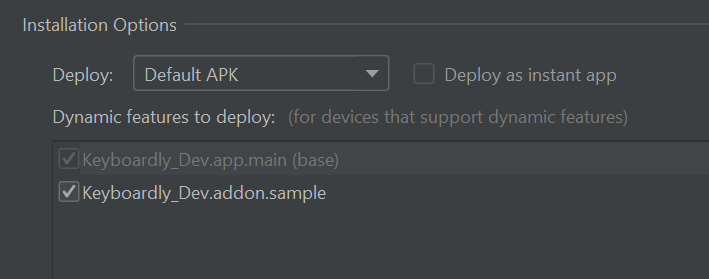 Installation Options
Deploy: Default APK Deploy as instant app
Dynamic features to deploy: (for devices that support dynamic features)
Keyboardly_Dev.app.main (base)
Keyboardly_Dev.addon.sample